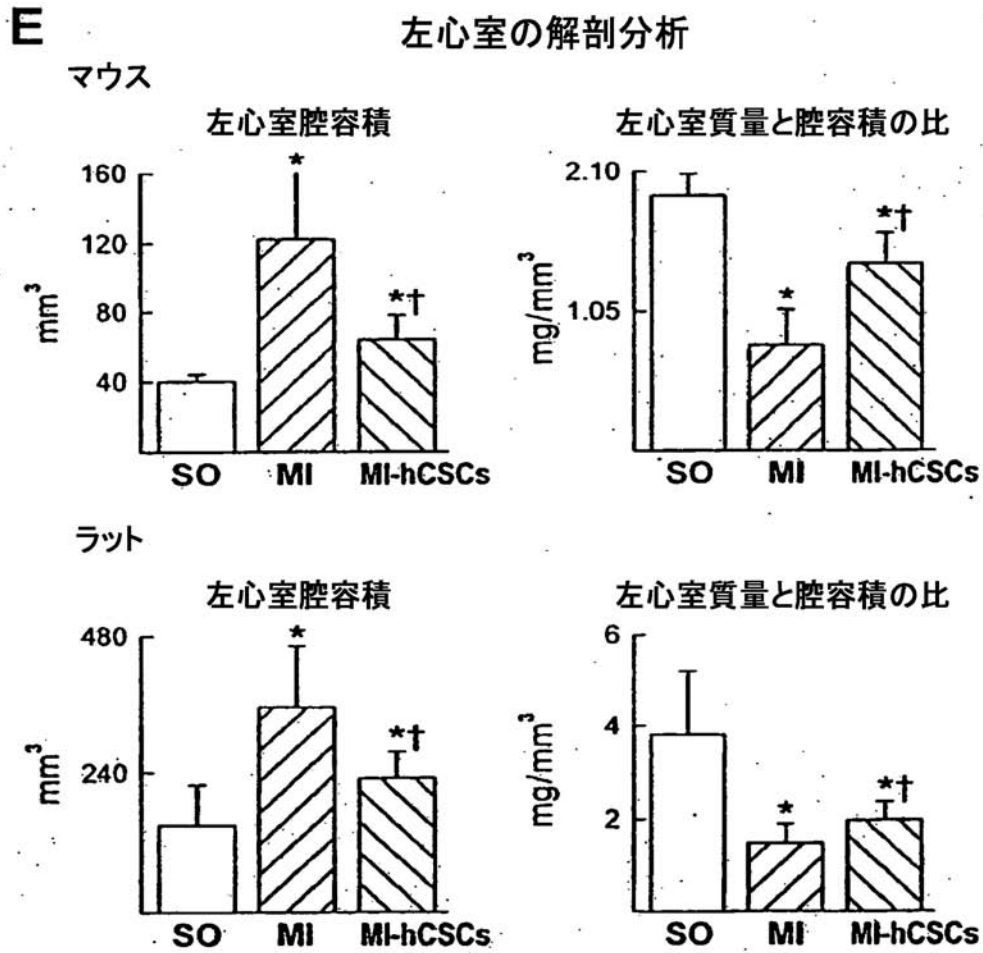 E
左心室の解剖分析
マウス
左心室腔容積
左心室質量と腔容積の比
160
120
80
40
mm³
*
*†
SO MI MI-hCSCs
2.10
1.05
mg/mm³
*
*†
SO MI MI-hCSCs
ラット
左心室腔容積
左心室質量と腔容積の比
480
240
mm³
*
*†
SO MI MI-hCSCs
6
4
2
mg/mm³
*
*†
SO MI MI-hCSCs